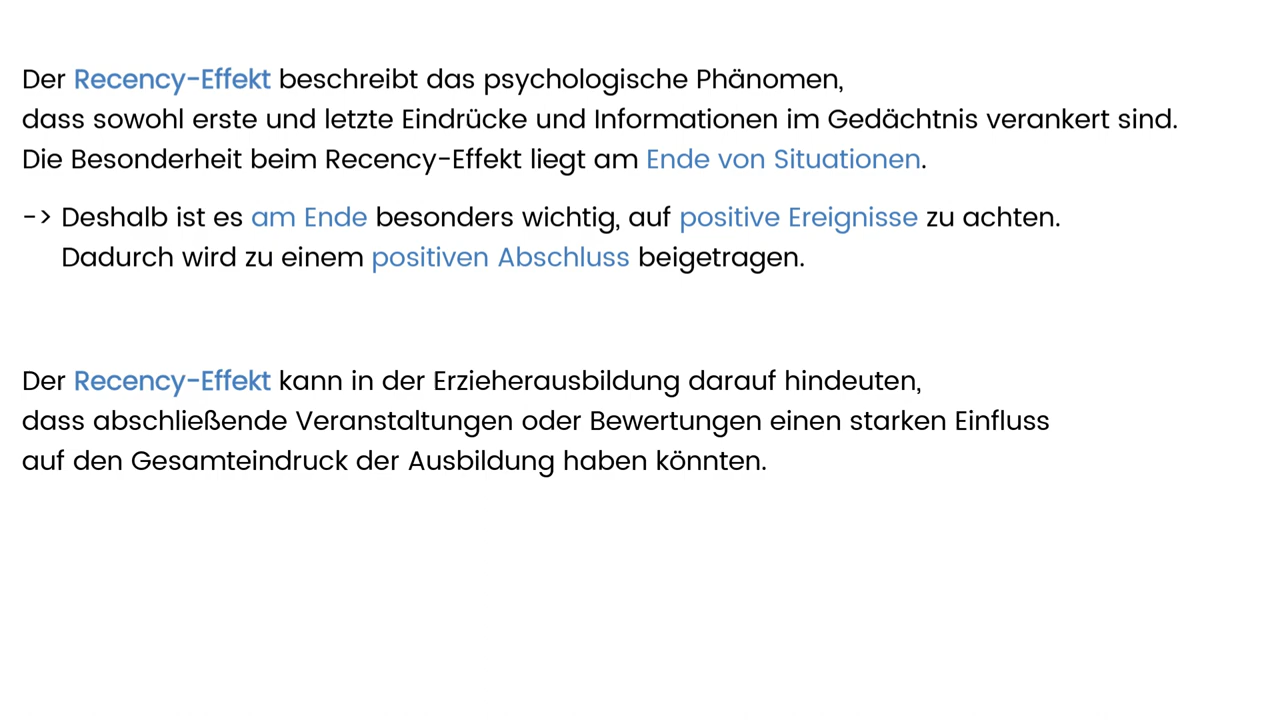 Der Recency-Effekt beschreibt das psychologische Phänomen,
dass sowohl erste und letzte Eindrücke und Informationen im Gedächtnis verankert sind.
Die Besonderheit beim Recency-Effekt liegt am Ende von Situationen.
-> Deshalb ist es am Ende besonders wichtig, auf positive Ereignisse zu achten.
Dadurch wird zu einem positiven Abschluss beigetragen.
Der Recency-Effekt kann in der Erzieherausbildung darauf hindeuten,
dass abschließende Veranstaltungen oder Bewertungen einen starken Einfluss
auf den Gesamteindruck der Ausbildung haben könnten.